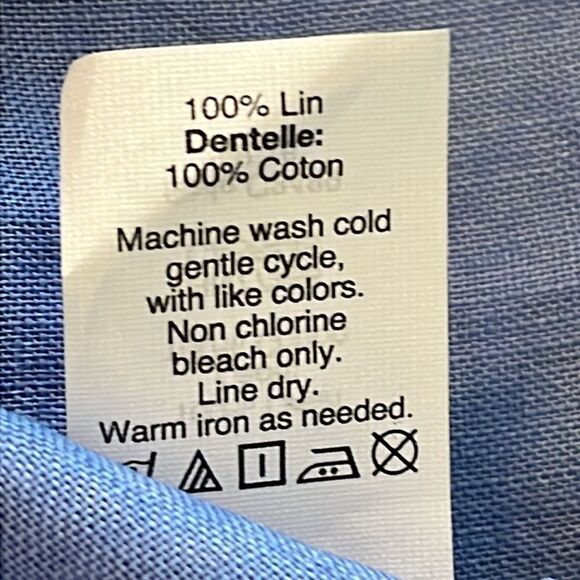 100% Lin
Dentelle:
100% Coton
Machine wash cold
gentle cycle,
with like colors.
Non chlorine
bleach only.
Line dry.
Warm iron as needed.